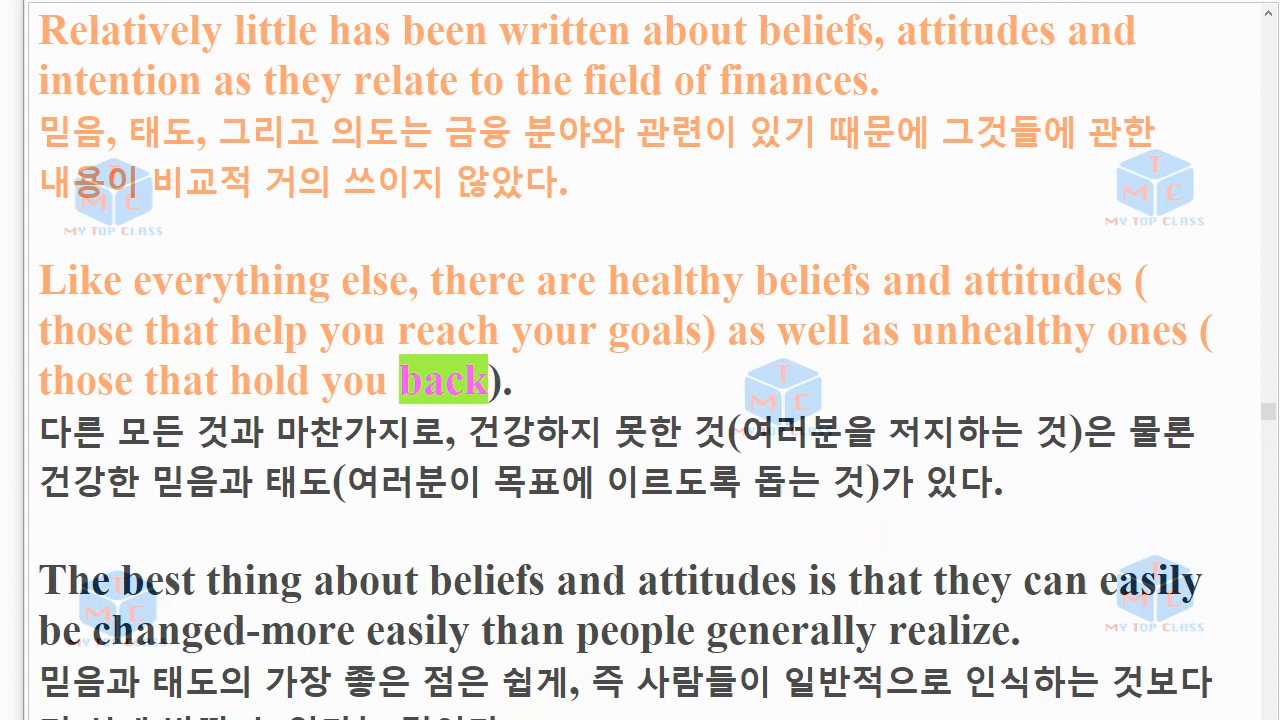 Relatively little has been written about beliefs, attitudes and
intention as they relate to the field of finances.
믿음, 태도, 그리고 의도는 금융 분야와 관련이 있기 때문에 그것들에 관한
내용이 비교적 거의 쓰이지 않았다.
T
M C
MY TOP CLASS
T
M C
MY TOP CLASS
Like everything else, there are healthy beliefs and attitudes (
those that help you reach your goals) as well as unhealthy ones (
those that hold you back).
T
M C
MY TOP CLASS
다른 모든 것과 마찬가지로, 건강하지 못한 것(여러분을 저지하는 것)은 물론
건강한 믿음과 태도(여러분이 목표에 이르도록 돕는 것)가 있다.
The best thing about beliefs and attitudes is that they can easily
be changed-more easily than people generally realize.
T
M C
MY TOP CLASS
T
M C
MY TOP CLASS
믿음과 태도의 가장 좋은 점은 쉽게, 즉 사람들이 일반적으로 인식하는 것보다